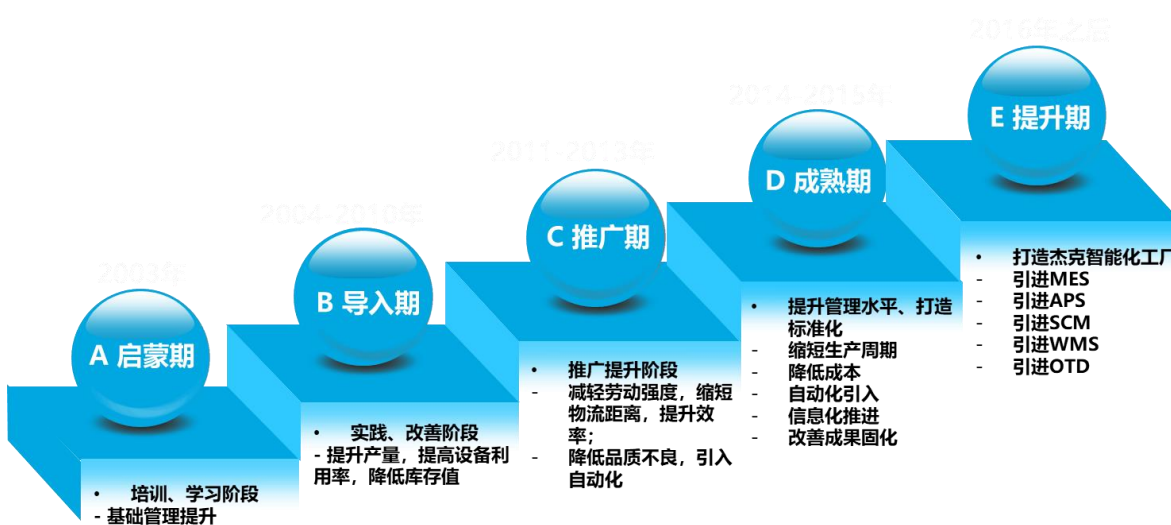 2003年
A 启蒙期
• 培训、学习阶段
- 基础管理提升
2004-2010年
B 导入期
• 实践、改善阶段
- 提升产量，提高设备利
用率，降低库存值
2011-2013年
C 推广期
• 推广提升阶段
- 减轻劳动强度，缩短
物流距离，提升效
率；
- 降低品质不良，引入
自动化
2014-2015年
D 成熟期
• 提升管理水平、打造
标准化
- 缩短生产周期
- 降低成本
- 自动化引入
- 信息化推进
- 改善成果固化
2016年之后
E 提升期
• 打造杰克智能化工厂
- 引进MES
- 引进APS
- 引进SCM
- 引进WMS
- 引进OTD